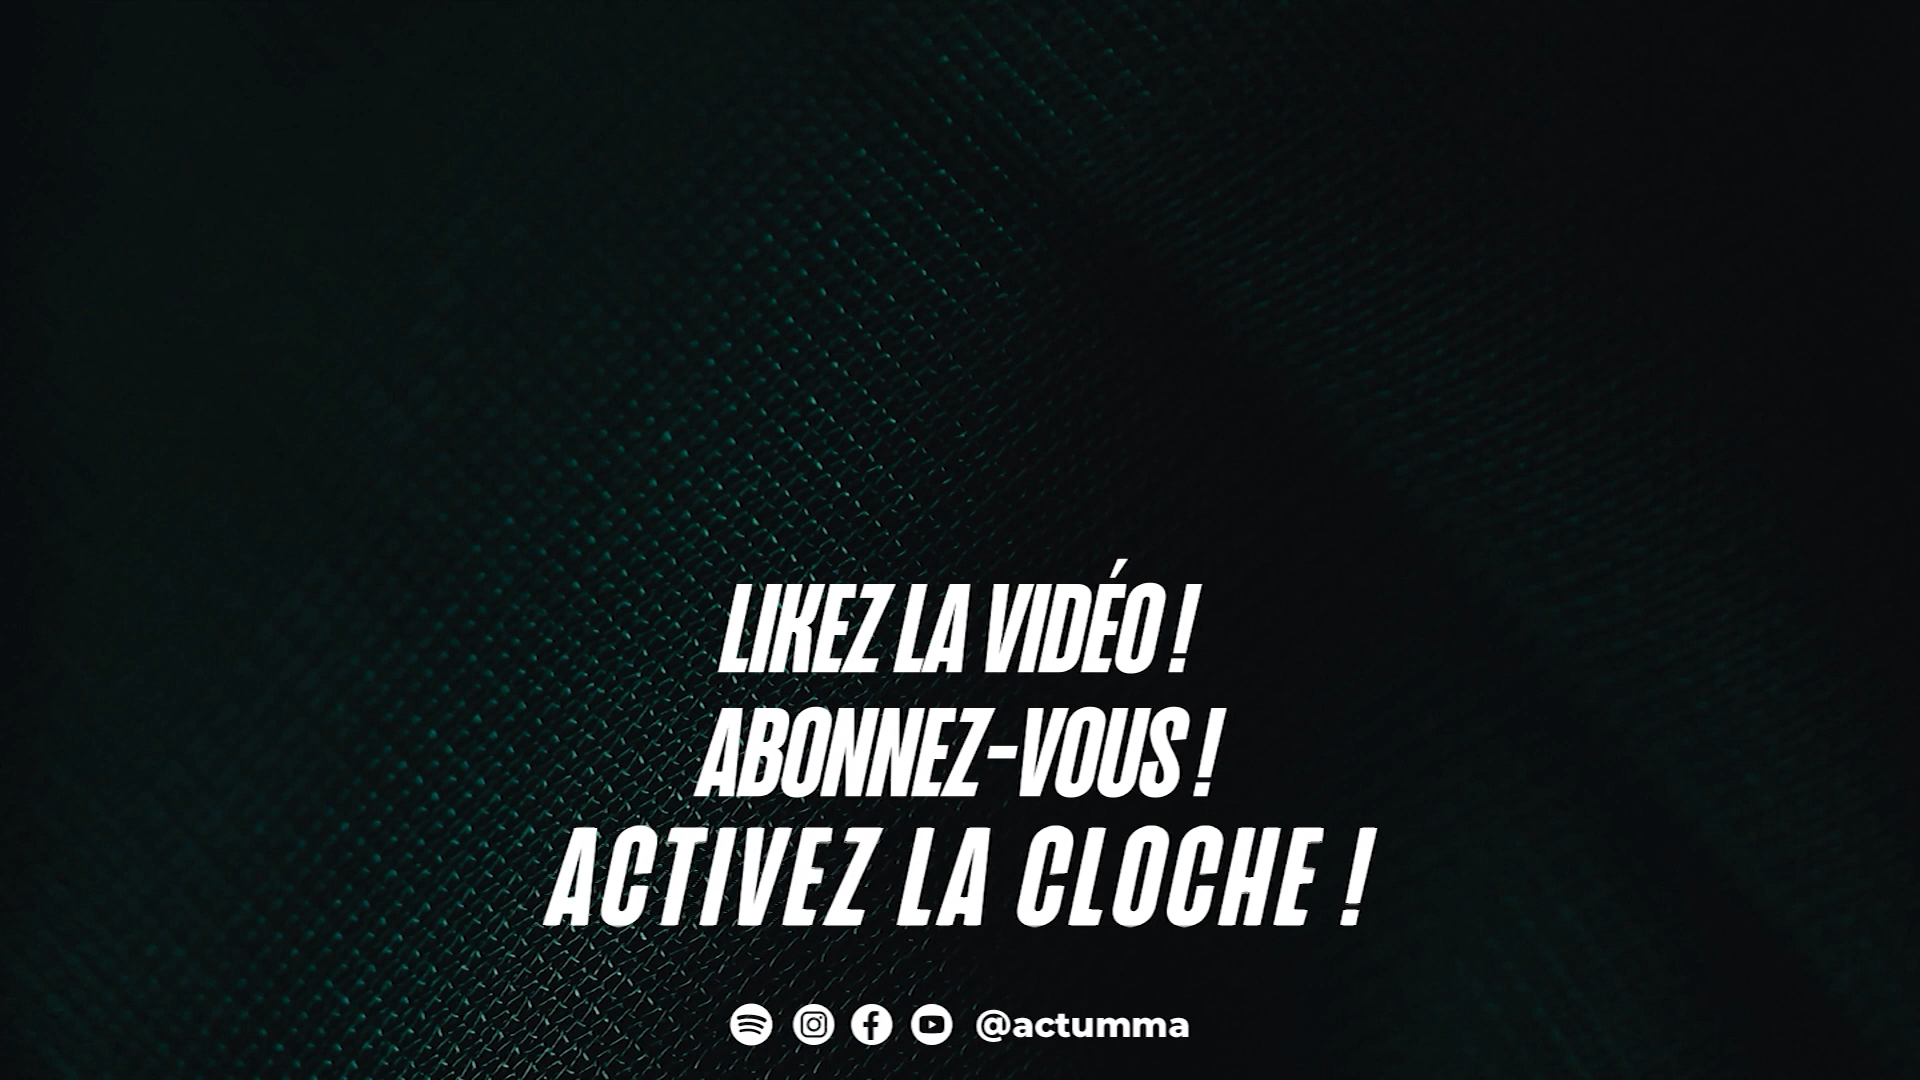 LIKEZ LA VIDÉO !
ABONNEZ-VOUS !
ACTIVEZ LA CLOCHE !
@actumma